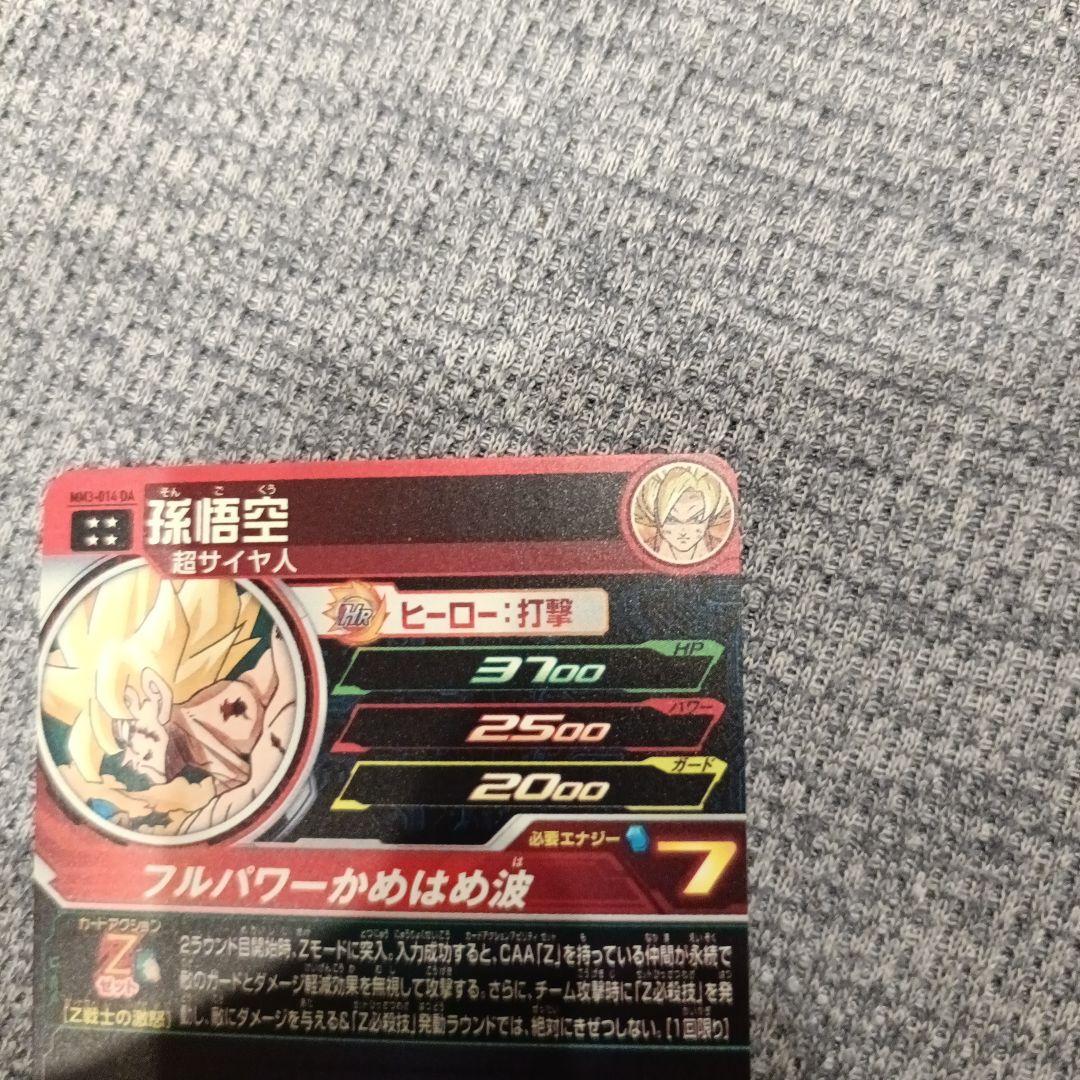 MM3-014 DA
孫悟空
そん ご くう
超サイヤ人
HR ヒーロー:打撃
HP
3700
パワー
2500
ガード
2000
必要エナジー 7
フルパワーかめはめ波
は
カードアクション
Z
セット
[Z戦士の激怒]
2ラウンド目開始時、Zモードに突入。入力成功すると、CAA「Z」を持っている仲間が永続で
敵のガードとダメージ軽減効果を無視して攻撃する。さらに、チーム攻撃時に「Z必殺技」を発
動し、敵にダメージを与える&「Z必殺技」発動ラウンドでは、絶対にきぜつしない。[1回限り]